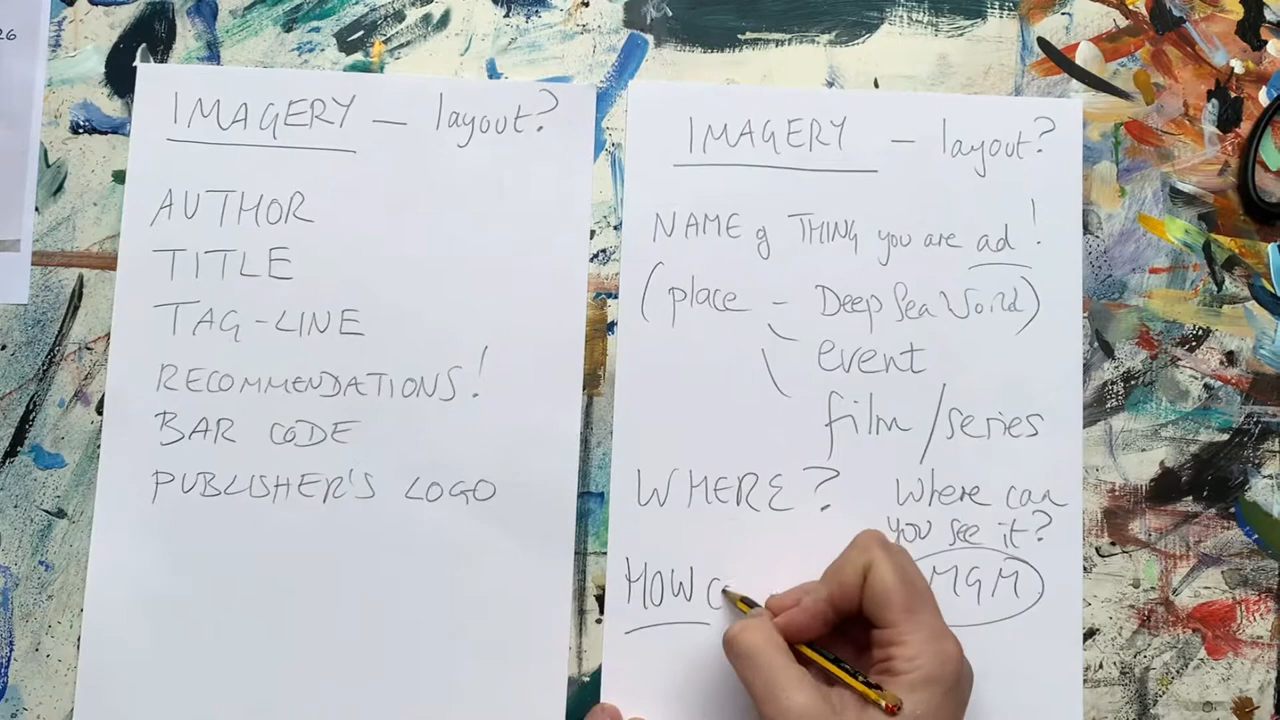 26
IMAGERY — layout?
AUTHOR
TITLE
TAG-LINE
RECOMMENDATIONS!
BAR CODE
PUBLISHER'S LOGO
IMAGERY — layout?
NAME of THING you are ad!
(place — Deep Sea World)
event
film/series
WHERE? Where can
you see it?
HOW c
MGM